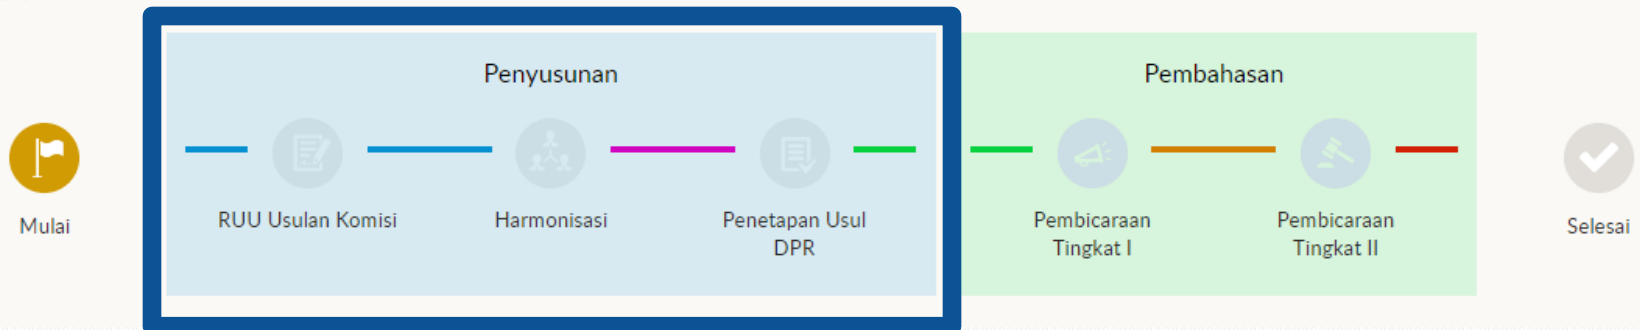 Penyusunan
Pembahasan
Mulai
RUU Usulan Komisi
Harmonisasi
Penetapan Usul
DPR
Pembicaraan
Tingkat I
Pembicaraan
Tingkat II
Selesai